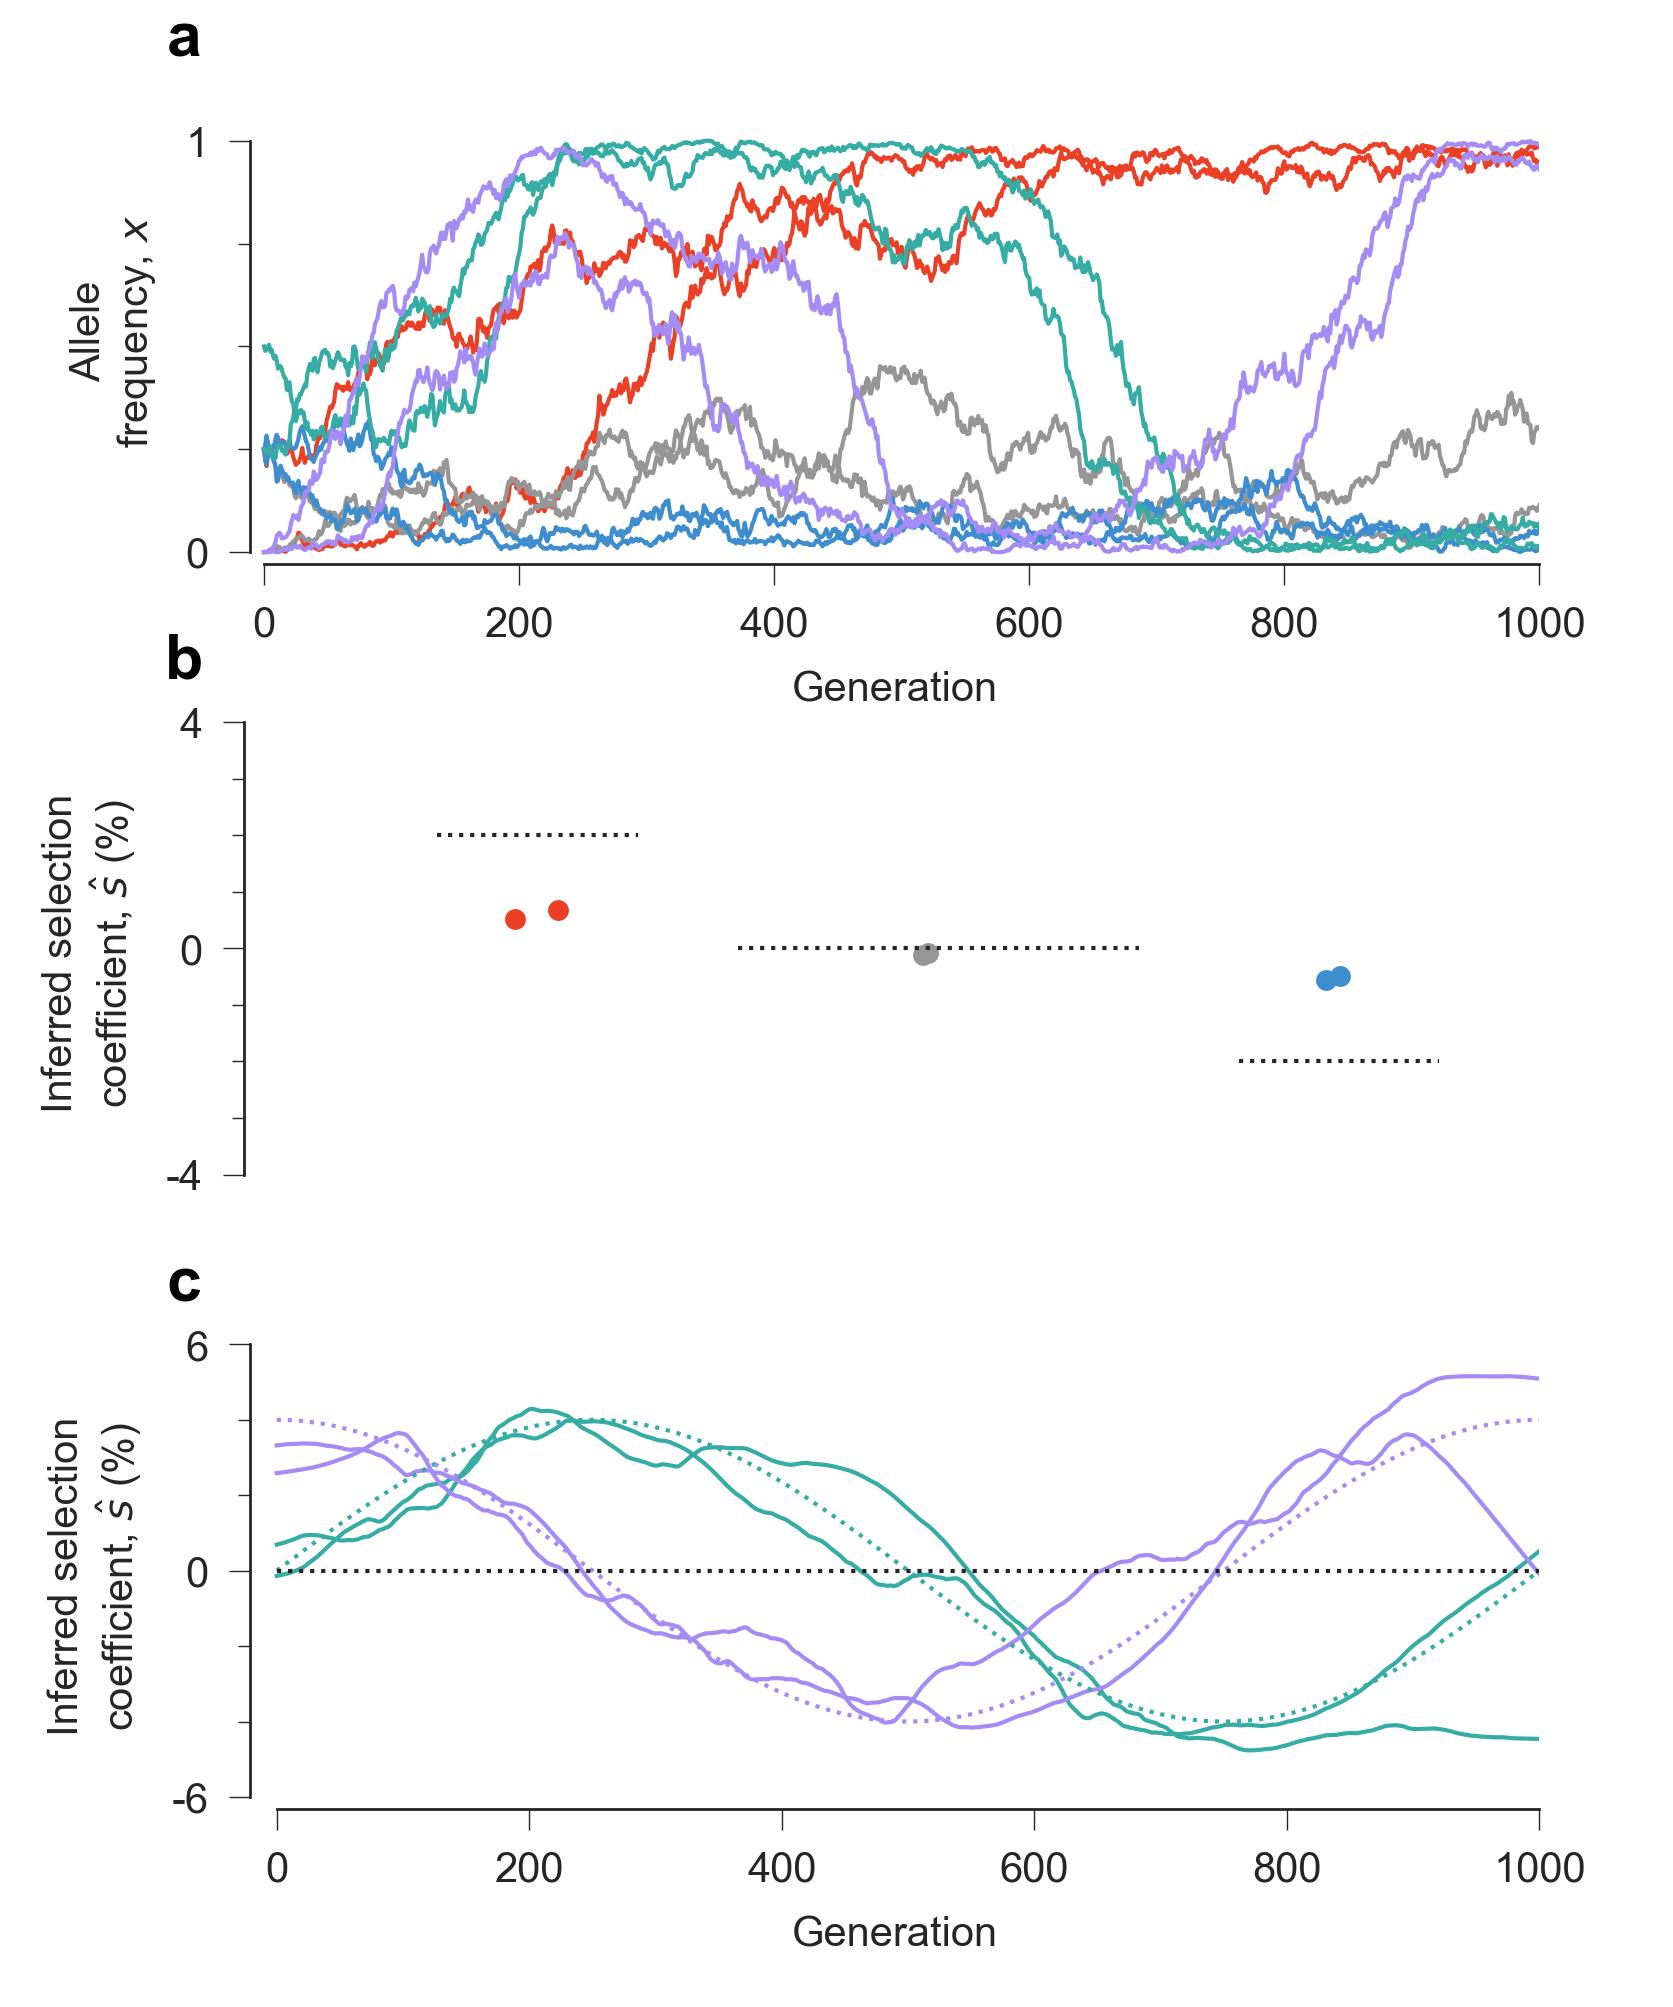 a
Allele
frequency, x
1
0
0 200 400 600 800 1000
Generation
b
Inferred selection
coefficient, ŝ (%)
4
0
-4
c
Inferred selection
coefficient, ŝ (%)
6
0
-6
0 200 400 600 800 1000
Generation